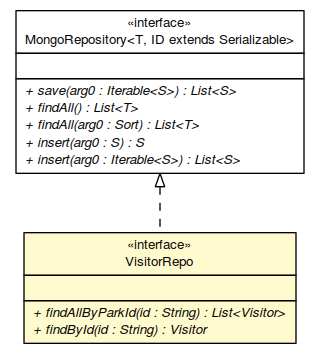 «interface»
MongoRepository<T, ID extends Serializable>
+ save(arg0 : Iterable<S>) : List<S>
+ findAll() : List<T>
+ findAll(arg0 : Sort) : List<T>
+ insert(arg0 : S) : S
+ insert(arg0 : Iterable<S>) : List<S>
«interface»
VisitorRepo
+ findAllByParkId(id : String) : List<Visitor>
+ findById(id : String) : Visitor